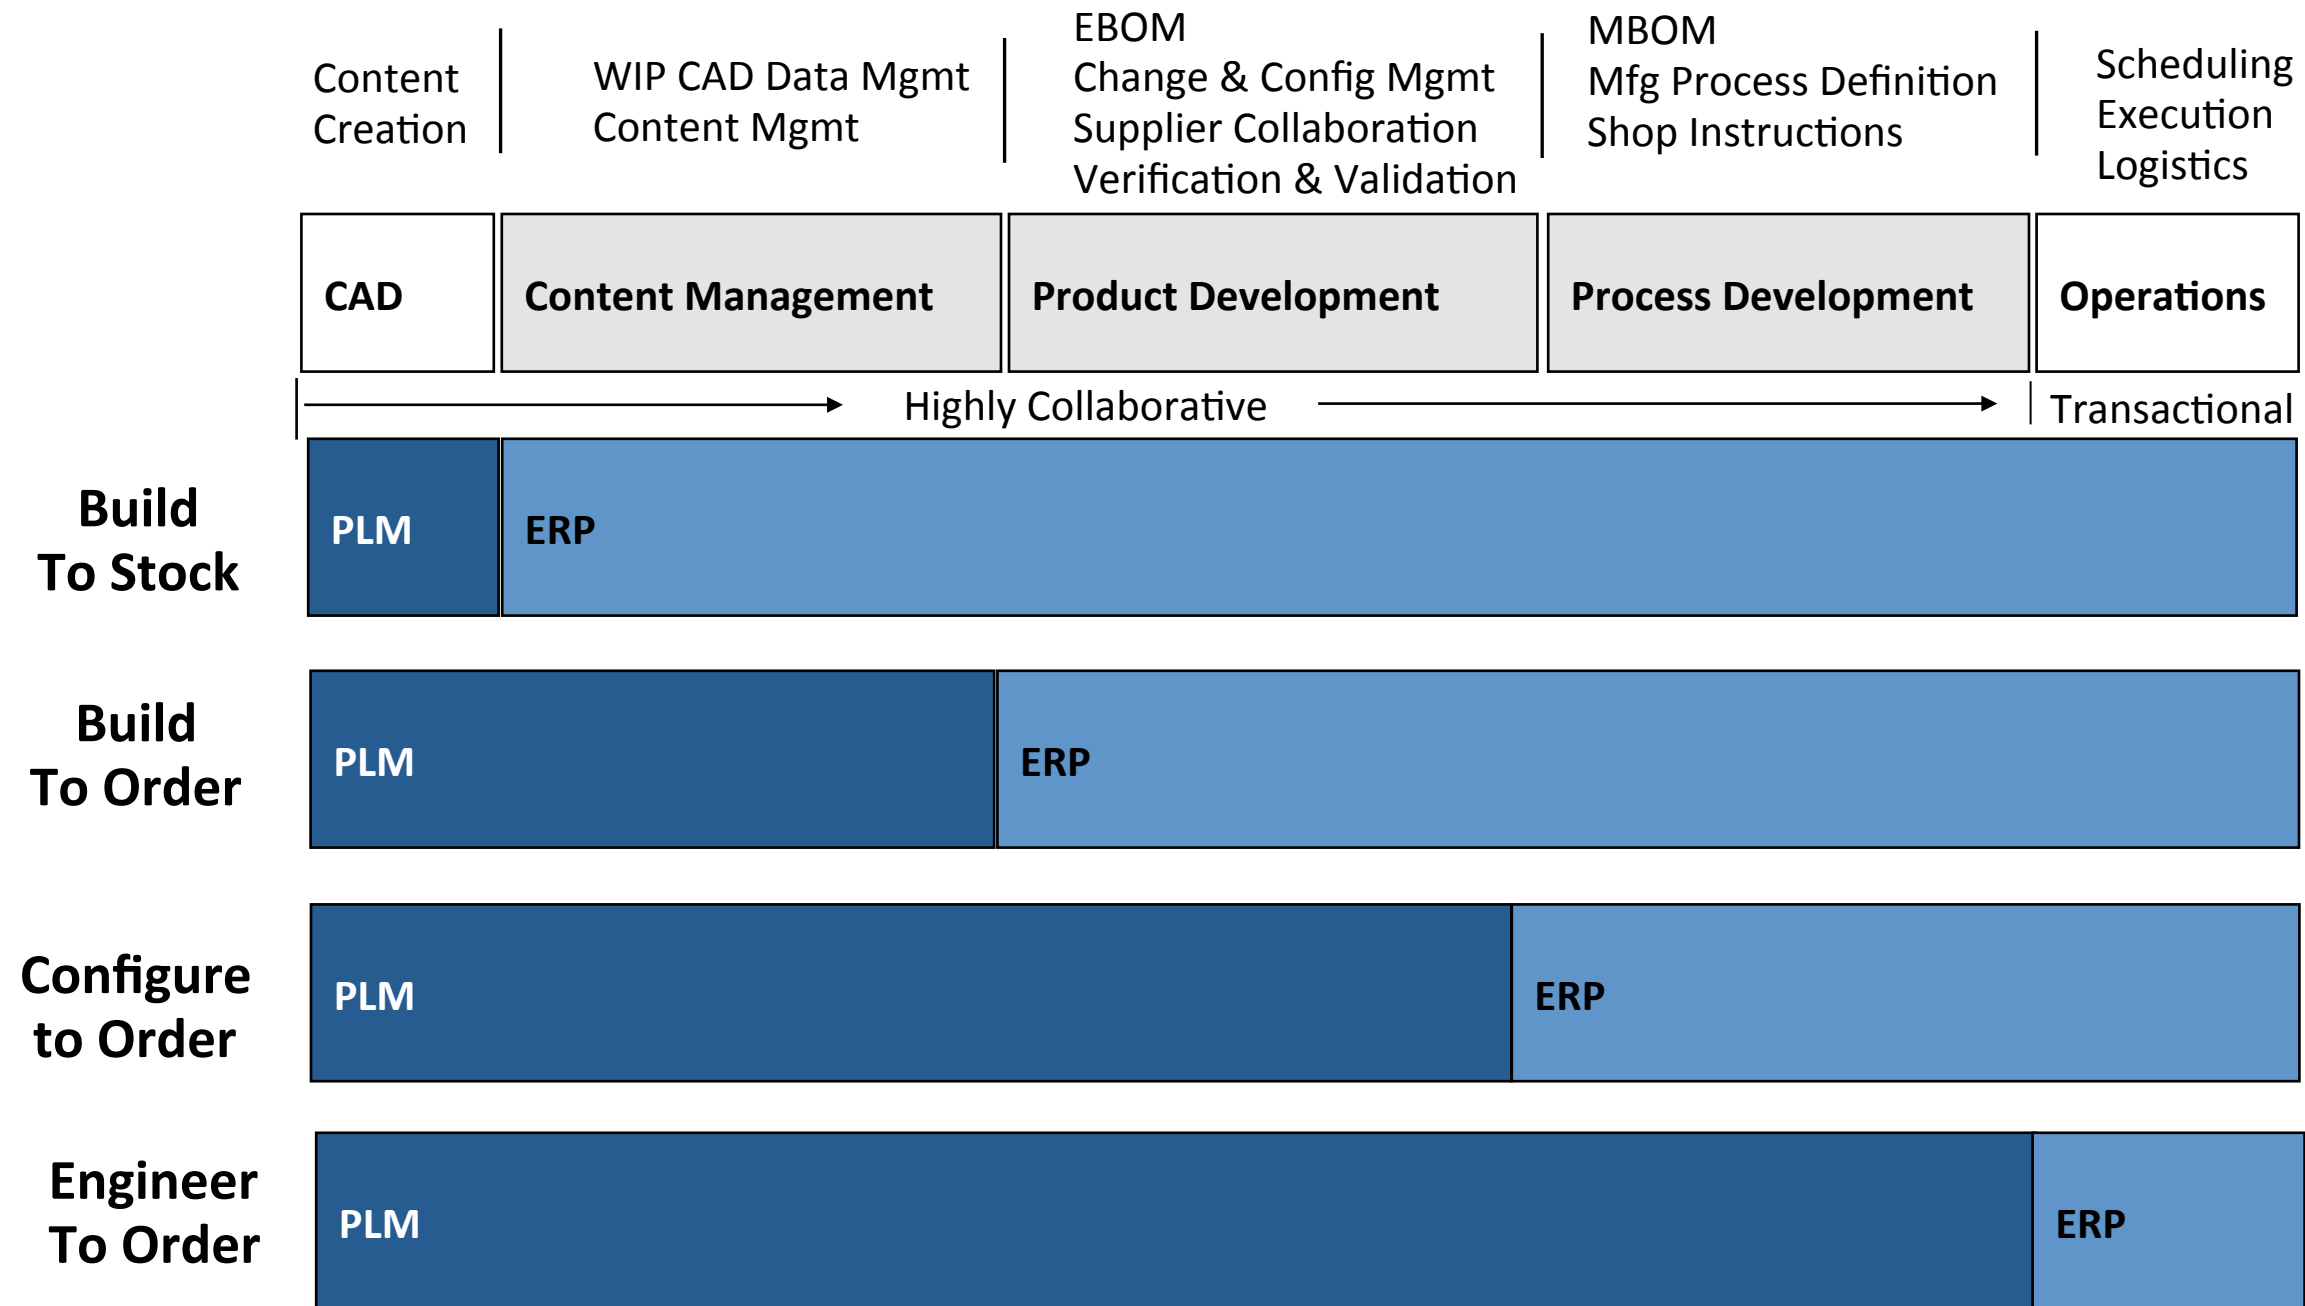 Content
Creation
WIP CAD Data Mgmt
Content Mgmt
EBOM
Change & Config Mgmt
Supplier Collaboration
Verification & Validation
MBOM
Mfg Process Definition
Shop Instructions
Scheduling
Execution
Logistics
CAD
Content Management
Product Development
Process Development
Operations
Highly Collaborative
Transactional
Build
To Stock
PLM
ERP
Build
To Order
PLM
ERP
Configure
to Order
PLM
ERP
Engineer
To Order
PLM
ERP